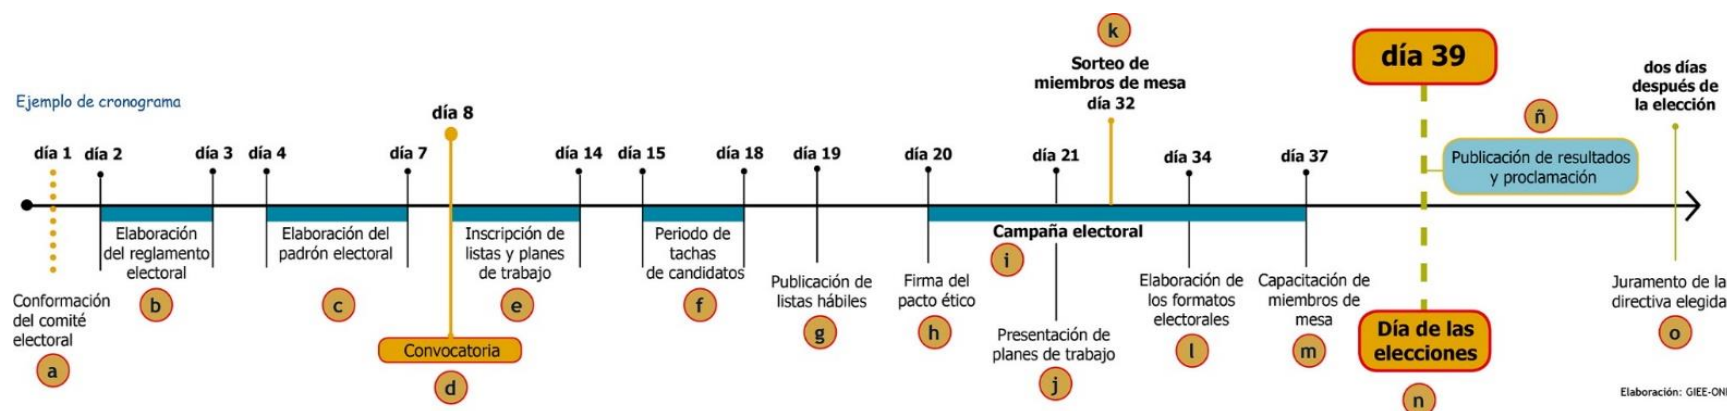 Ejemplo de cronograma
día 1
Conformación
del comité
electoral
a
día 2
día 3
Elaboración
del reglamento
electoral
b
día 4
día 7
Elaboración del
padrón electoral
c
día 8
Convocatoria
d
día 14
Inscripción de
listas y planes
de trabajo
e
día 15
día 18
Periodo de
tachas
de candidatos
f
día 19
Publicación de
listas hábiles
g
día 20
Firma del
pacto ético
h
Campaña electoral
i
día 21
Presentación de
planes de trabajo
j
k
Sorteo de
miembros de mesa
día 32
día 34
Elaboración de
los formatos
electorales
l
día 37
Capacitación de
miembros de
mesa
m
día 39
Día de las
elecciones
n
ñ
Publicación de resultados
y proclamación
dos días
después de
la elección
Juramento de la
directiva elegida
o
Elaboración: